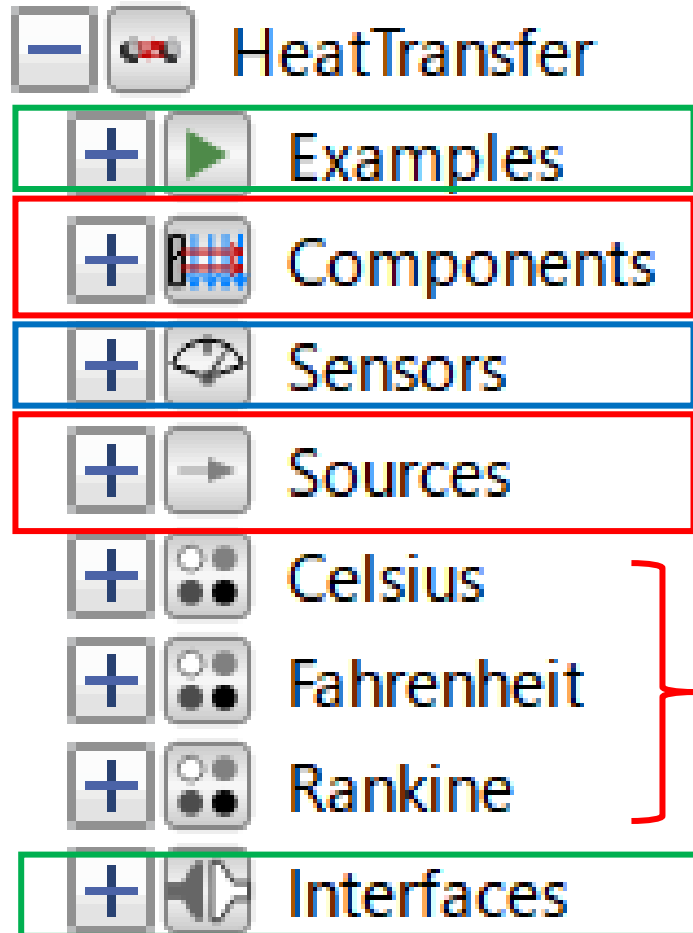 HeatTransfer
Examples
Components
Sensors
Sources
Celsius
Fahrenheit
Rankine
Interfaces